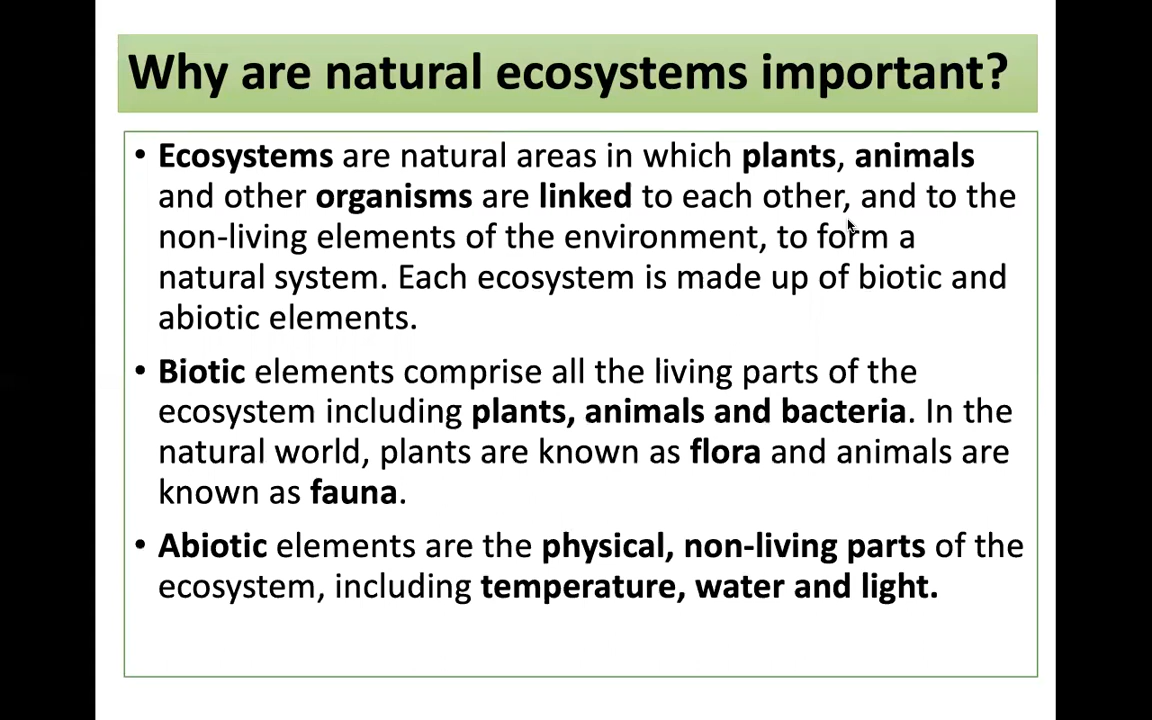 Why are natural ecosystems important?
• Ecosystems are natural areas in which plants, animals
and other organisms are linked to each other, and to the
non-living elements of the environment, to form a
natural system. Each ecosystem is made up of biotic and
abiotic elements.
• Biotic elements comprise all the living parts of the
ecosystem including plants, animals and bacteria. In the
natural world, plants are known as flora and animals are
known as fauna.
• Abiotic elements are the physical, non-living parts of the
ecosystem, including temperature, water and light.